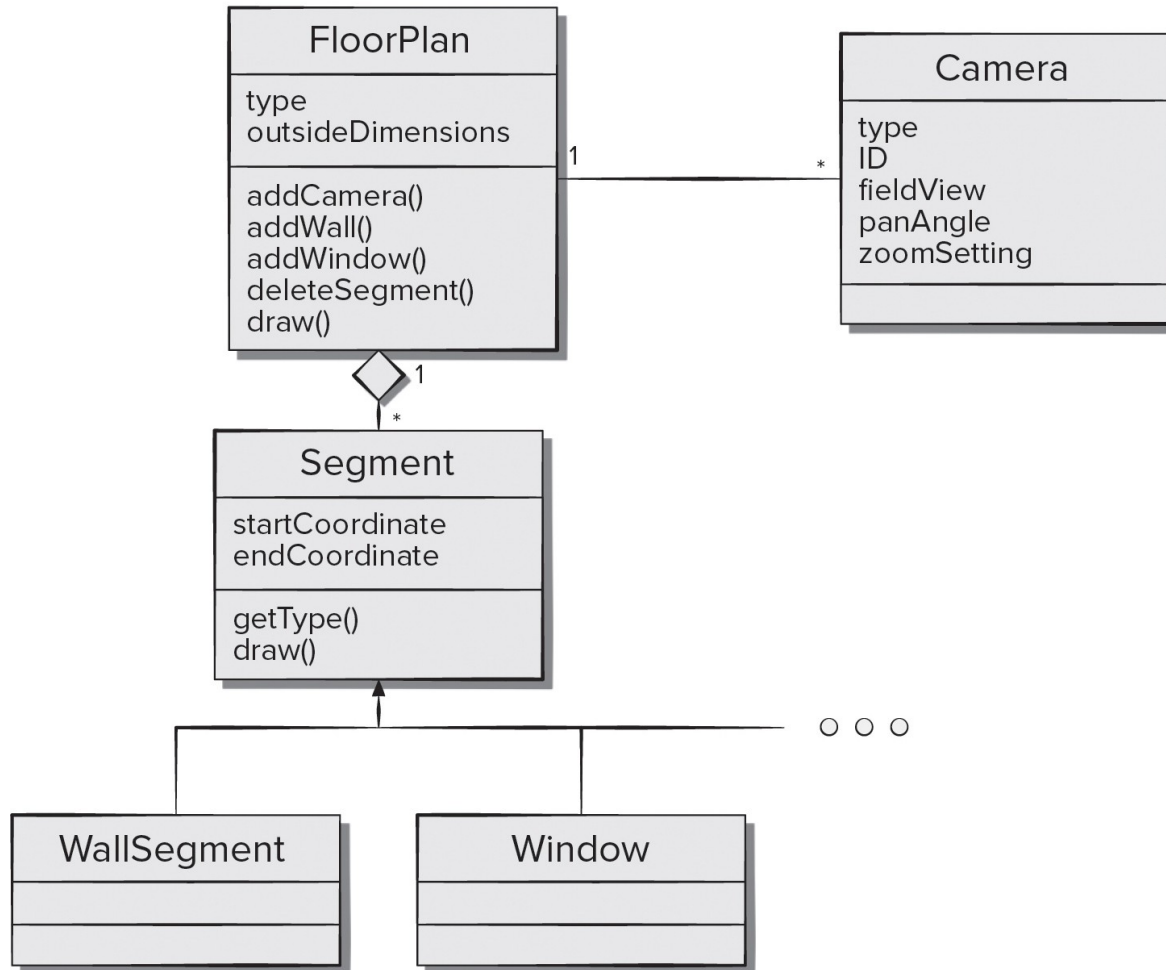 FloorPlan
type
outsideDimensions
addCamera()
addWall()
addWindow()
deleteSegment()
draw()
1
*
Camera
type
ID
fieldView
panAngle
zoomSetting
1
*
Segment
startCoordinate
endCoordinate
getType()
draw()
WallSegment
Window